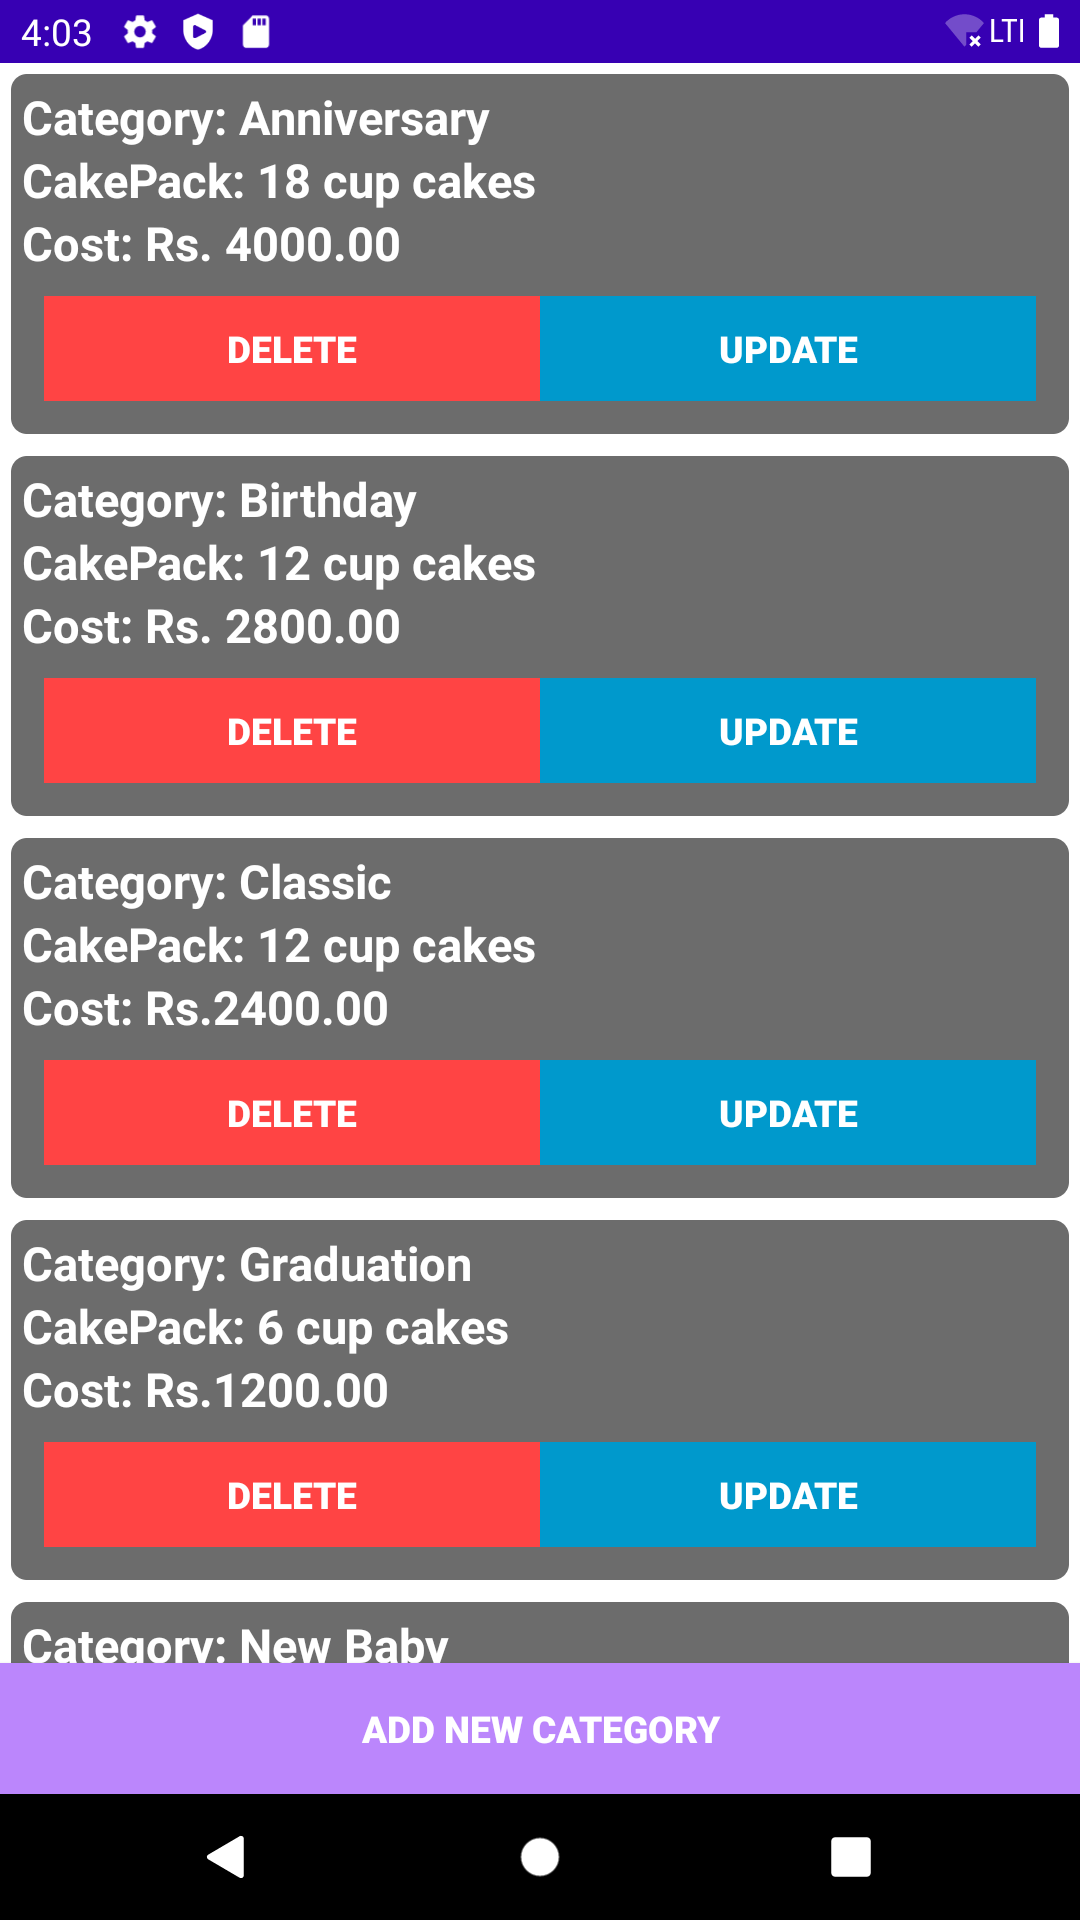 4:03
LTI
Category: Anniversary
CakePack: 18 cup cakes
Cost: Rs. 4000.00
DELETE
UPDATE
Category: Birthday
CakePack: 12 cup cakes
Cost: Rs. 2800.00
DELETE
UPDATE
Category: Classic
CakePack: 12 cup cakes
Cost: Rs.2400.00
DELETE
UPDATE
Category: Graduation
CakePack: 6 cup cakes
Cost: Rs.1200.00
DELETE
UPDATE
Category: New Baby
ADD NEW CATEGORY